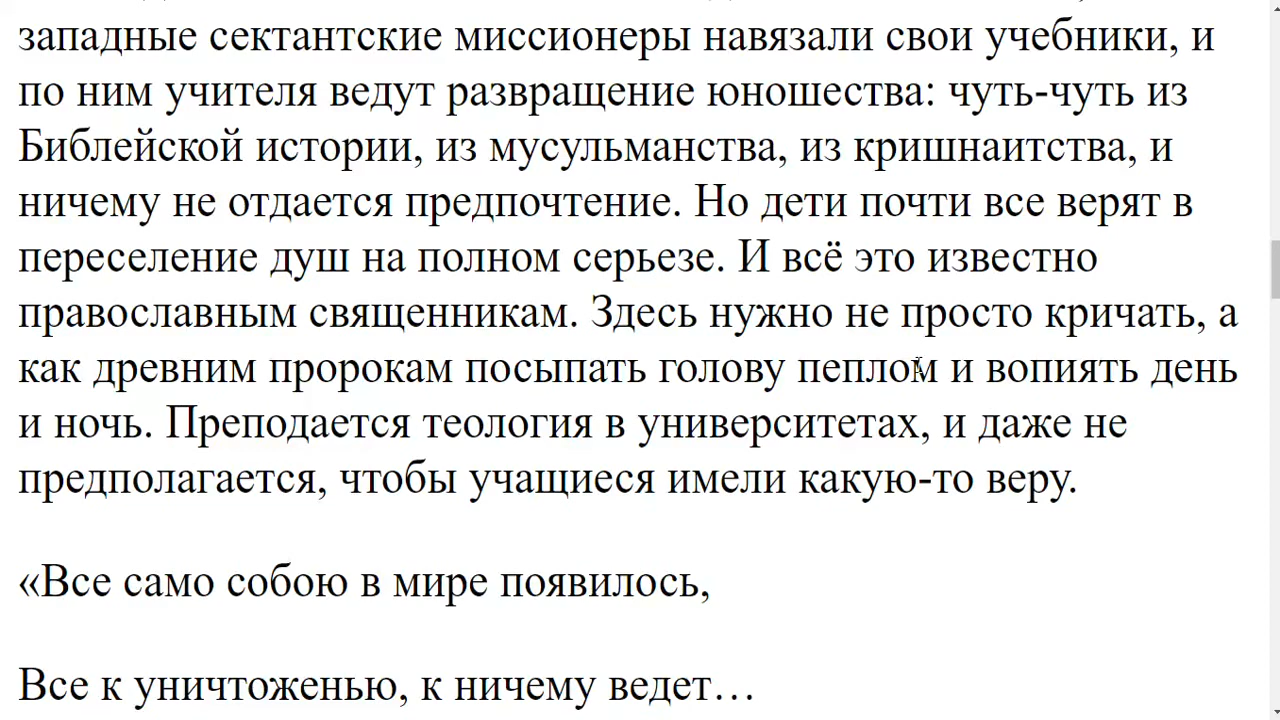 западные сектантские миссионеры навязали свои учебники, и
по ним учителя ведут развращение юношества: чуть-чуть из
Библейской истории, из мусульманства, из кришнаитства, и
ничему не отдается предпочтение. Но дети почти все верят в
переселение душ на полном серьезе. И всё это известно
православным священникам. Здесь нужно не просто кричать, а
как древним пророкам посыпать голову пеплом и вопиять день
и ночь. Преподается теология в университетах, и даже не
предполагается, чтобы учащиеся имели какую-то веру.
«Все само собою в мире появилось,
Все к уничтоженью, к ничему ведет…